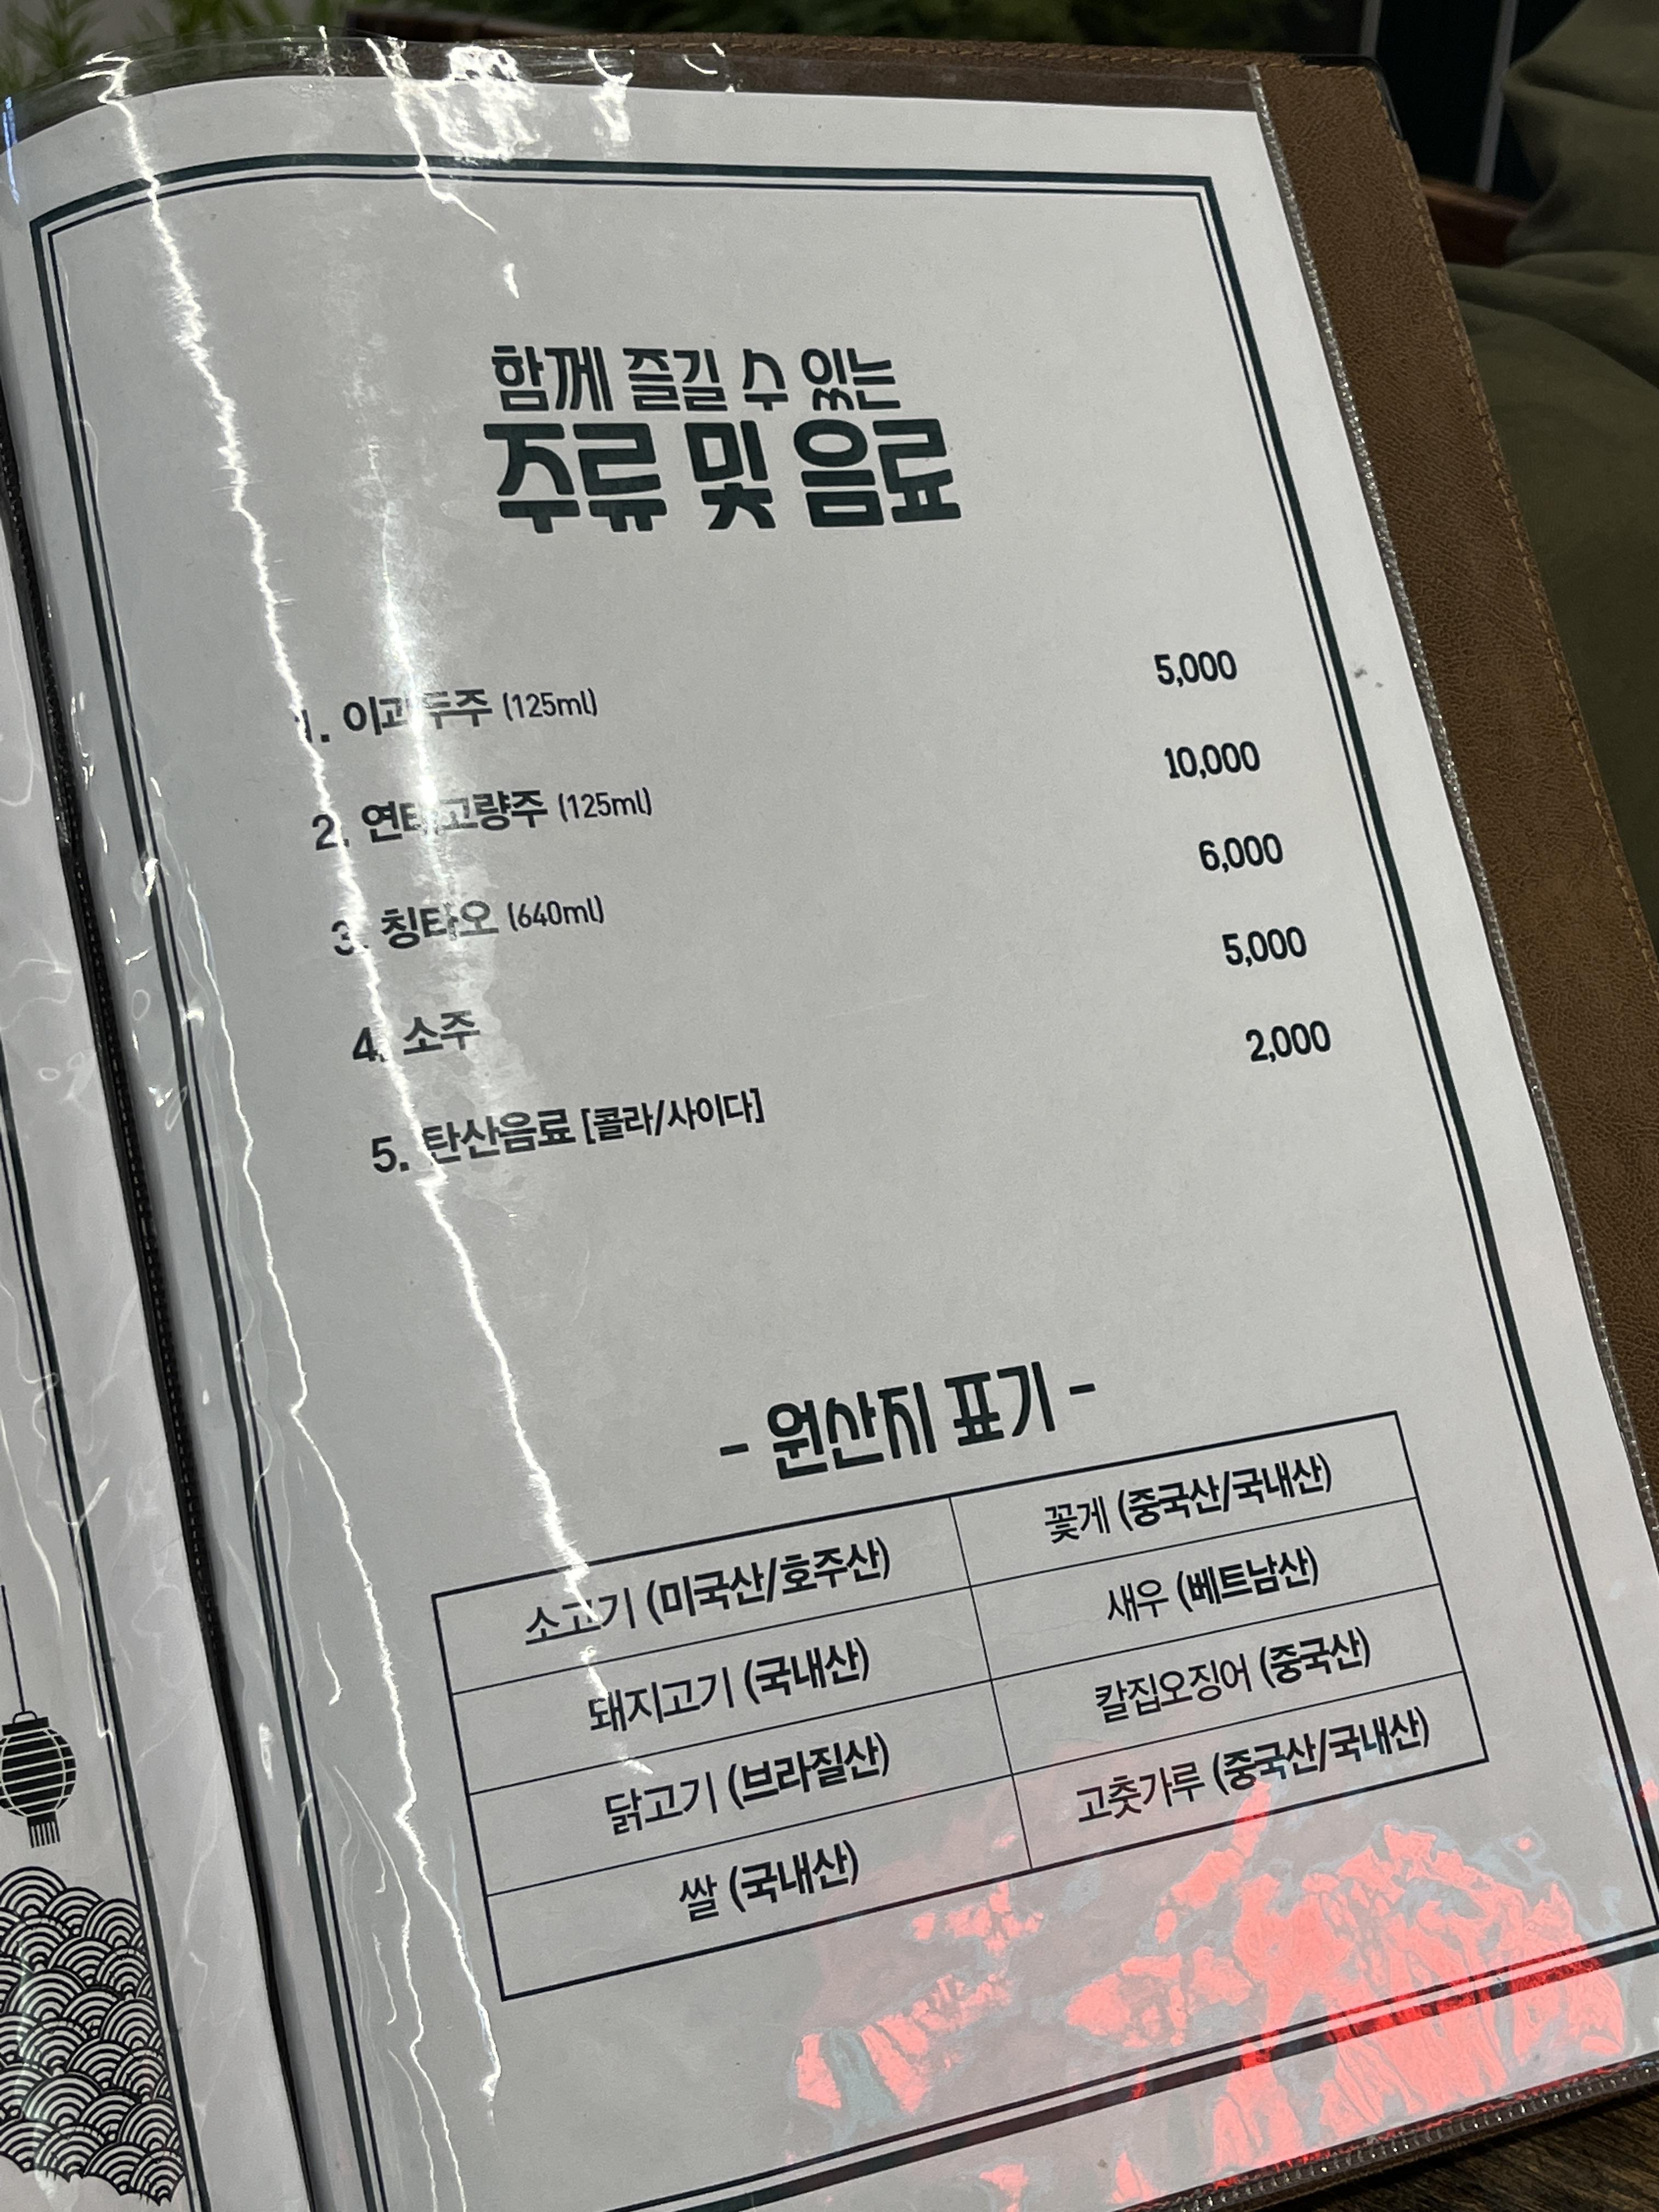 함께 즐길 수 있는
주류 및 음료
1. 이과두주 (125ml) 5,000
2. 연태고량주 (125ml) 10,000
3. 칭타오 (640ml) 6,000
4. 소주 5,000
5. 탄산음료 [콜라/사이다] 2,000
- 원산지 표기 -
소고기 (미국산/호주산) 꽃게 (중국산/국내산)
돼지고기 (국내산) 새우 (베트남산)
닭고기 (브라질산) 칼집오징어 (중국산)
쌀 (국내산) 고춧가루 (중국산/국내산)